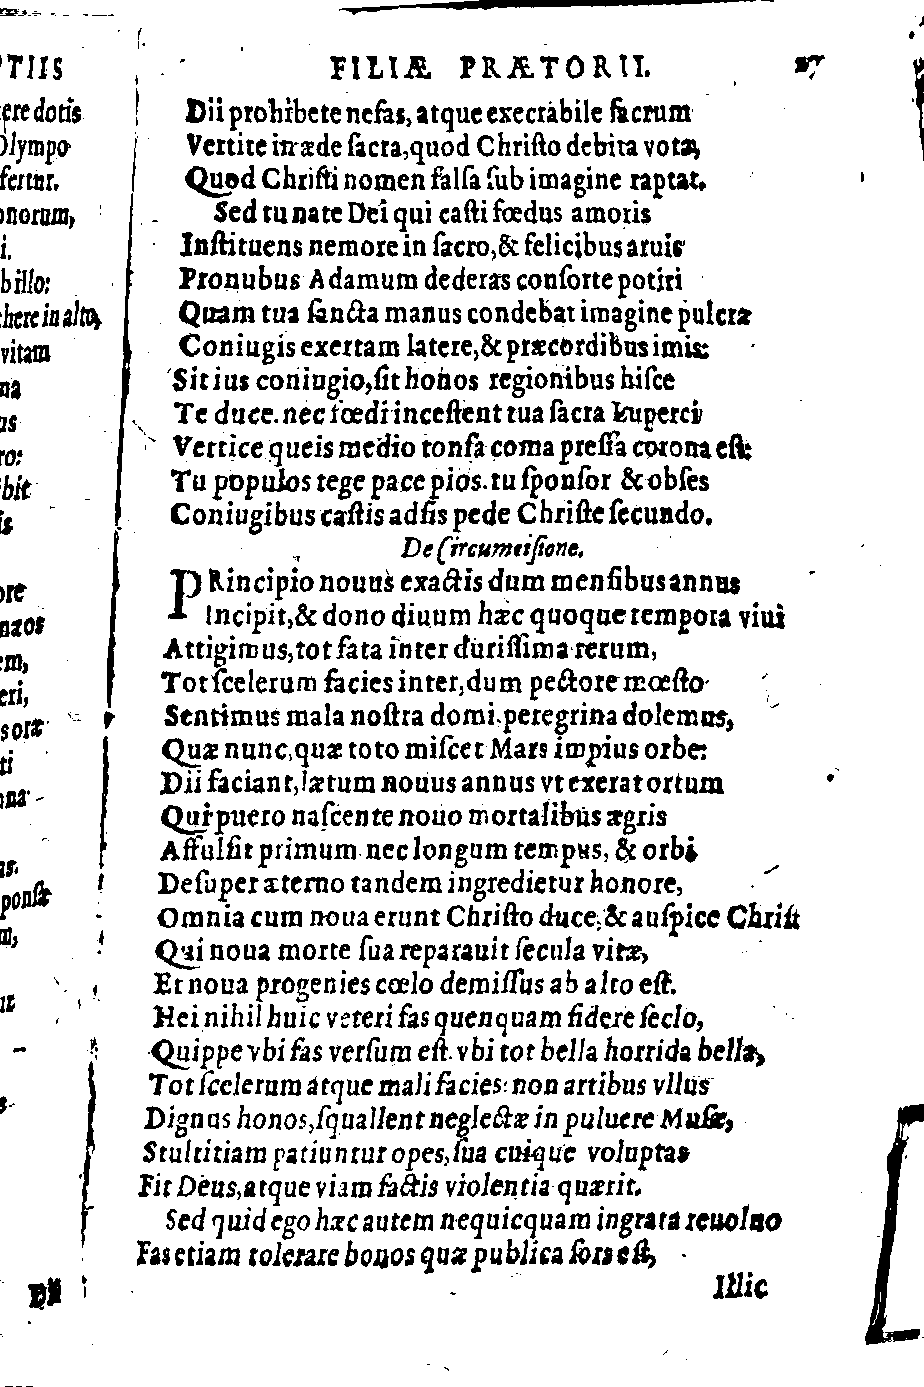 PTIIS
ere dotis
Olympo
fertur.
onorum,
i.
billo:
chere in alto,
vitam
na
us
ro:
bit
is
ore
naos
em,
eri,
soræ
ti
ona
as.
ponsæ
m,
FILIÆ PRÆTORII. 27
Dii prohibete nefas, atque execrabile sacrum
Vertite in æde sacra, quod Christo debita vota,
Quod Christi nomen falsa sub imagine raptat.
Sed tu nate Dei qui casti fœdus amoris
Instituens nemore in sacro, & felicibus aruis
Pronubus Adamum dederas consorte potiri
Quam tua sancta manus condebat imagine pulcra
Coniugis exertam latere, & præcordibus imis:
Sit ius coniugio, sit honos regionibus hisce
Te duce. nec fœdi incestent tua sacra Luperci
Vertice queis medio tonsa coma pressa corona est:
Tu populos tege pace pios. tu sponsor & obses
Coniugibus castis adsis pede Christe secundo.
De Circumcisione.
PRincipio nouus exactis dum mensibus annus
Incipit, & dono diuum hæc quoque tempora viui
Attigimus, tot fata inter durissima rerum,
Tot scelerum facies inter, dum pectore mœsto
Sentimus mala nostra domi. peregrina dolemus,
Quæ nunc, quæ toto miscet Mars impius orbe:
Dii faciant, lætum nouus annus vt exerat ortum
Qui puero nascente nouo mortalibus ægris
Affulsit primum. nec longum tempus, & orbi
Desuper æterno tandem ingredietur honore,
Omnia cum noua erunt Christo duce, & auspice Christ
Qui noua morte sua reparauit secula vitæ,
Et noua progenies cœlo demissus ab alto est.
Hei nihil huic veteri fas quenquam fidere seclo,
Quippe vbi fas versum est. vbi tot bella horrida bella,
Tot scelerum atque mali facies: non artibus vllus
Dignus honos, squallent neglectæ in puluere Musæ,
Stultitiam patiuntur opes, sua cuique voluptas
Fit Deus, atque viam factis violentia quærit.
Sed quid ego hæc autem nequicquam ingrata reuoluo
Fas etiam tolerare bonos quæ publica sors est,
Illic
Dii